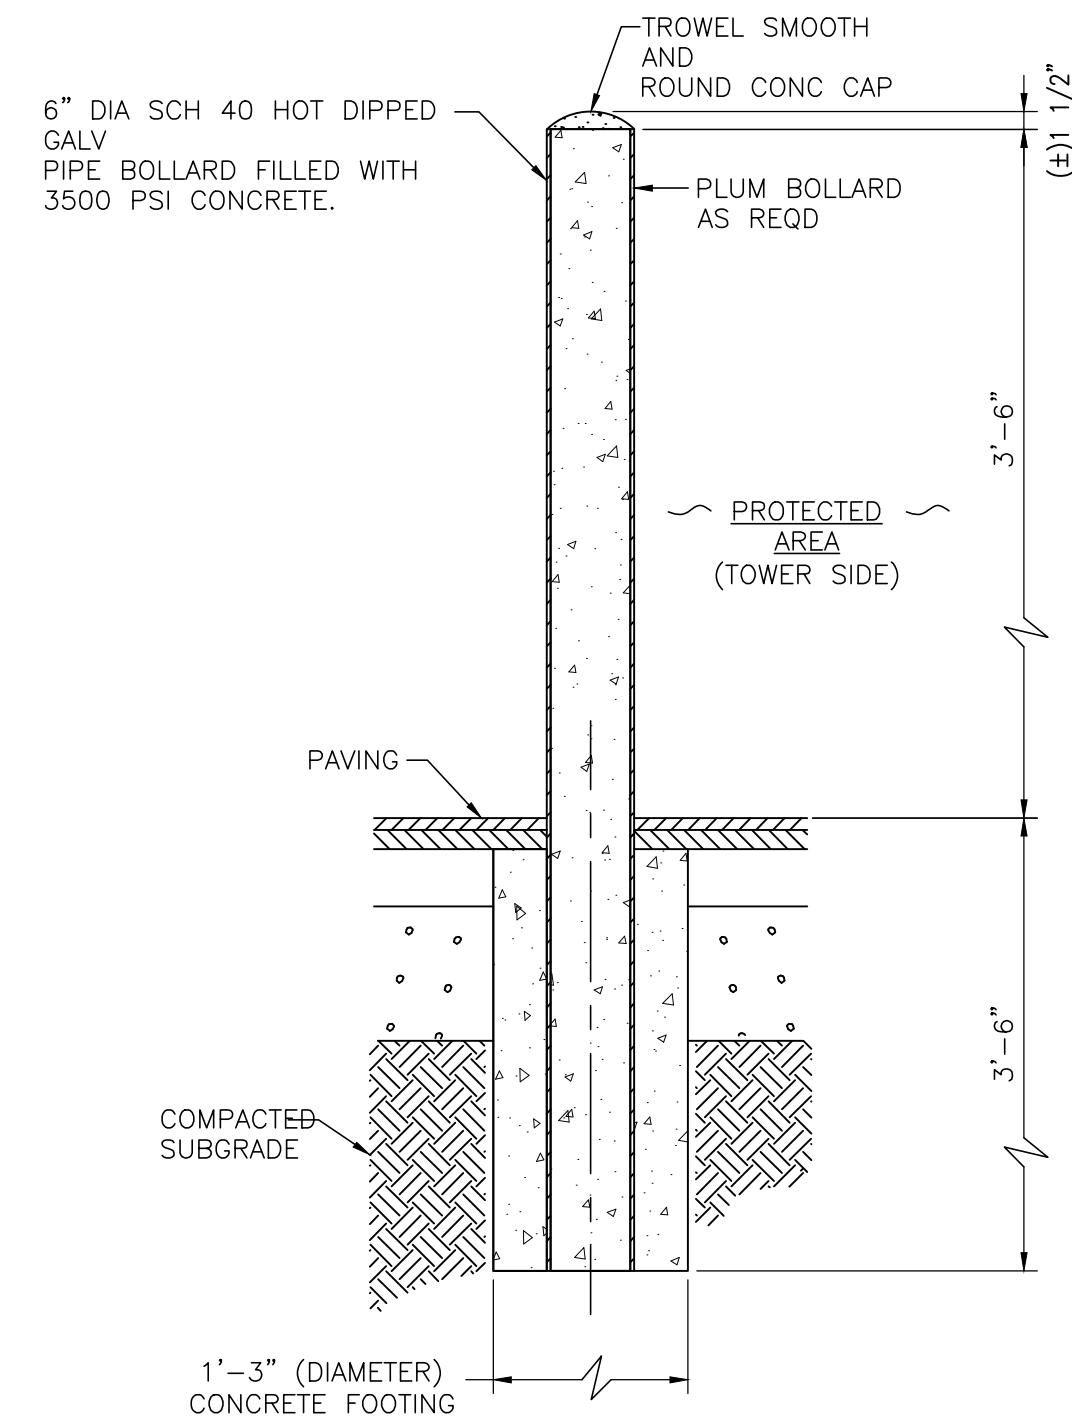 TROWEL SMOOTH
AND
ROUND CONC CAP
(±)1 1/2"
6" DIA SCH 40 HOT DIPPED
GALV
PIPE BOLLARD FILLED WITH
3500 PSI CONCRETE.
PLUM BOLLARD
AS REQD
3'-6"
PROTECTED
AREA
(TOWER SIDE)
PAVING
3'-6"
COMPACTED
SUBGRADE
1'-3" (DIAMETER)
CONCRETE FOOTING